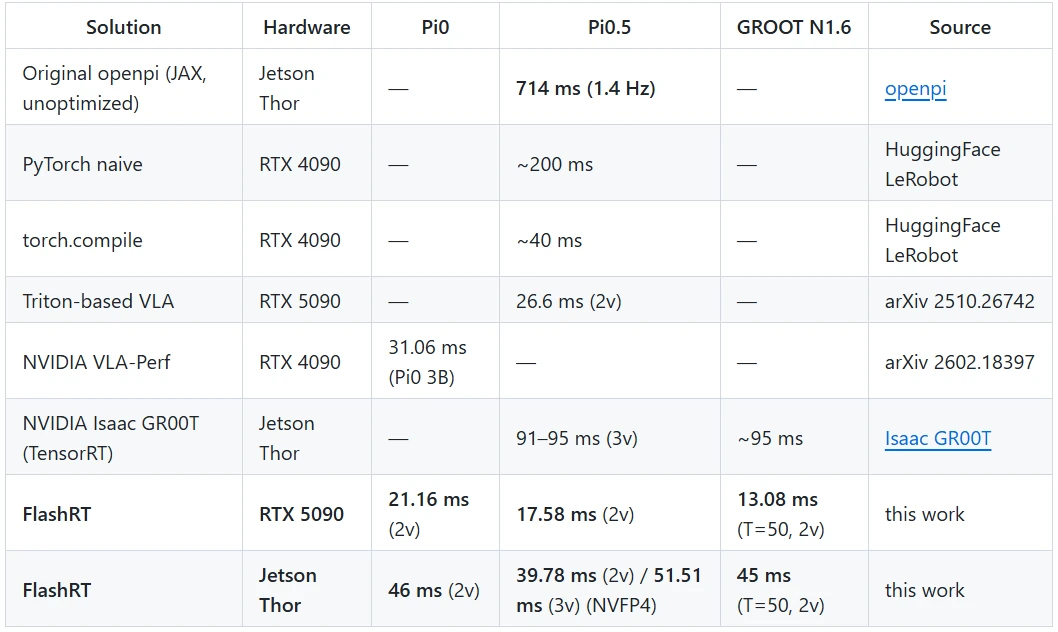 Solution Hardware Pi0 Pi0.5 GROOT N1.6 Source
Original openpi (JAX,
unoptimized)
Jetson
Thor
—
714 ms (1.4 Hz)
—
openpi
PyTorch naive
RTX 4090
—
~200 ms
—
HuggingFace
LeRobot
torch.compile
RTX 4090
—
~40 ms
—
HuggingFace
LeRobot
Triton-based VLA
RTX 5090
—
26.6 ms (2v)
—
arXiv 2510.26742
NVIDIA VLA-Perf
RTX 4090
31.06 ms
(Pi0 3B)
—
—
arXiv 2602.18397
NVIDIA Isaac GR00T
(TensorRT)
Jetson
Thor
—
91–95 ms (3v)
~95 ms
Isaac GR00T
FlashRT
RTX 5090
21.16 ms
(2v)
17.58 ms (2v)
13.08 ms
(T=50, 2v)
this work
FlashRT
Jetson
Thor
46 ms (2v)
39.78 ms (2v) / 51.51
ms (3v) (NVFP4)
45 ms
(T=50, 2v)
this work